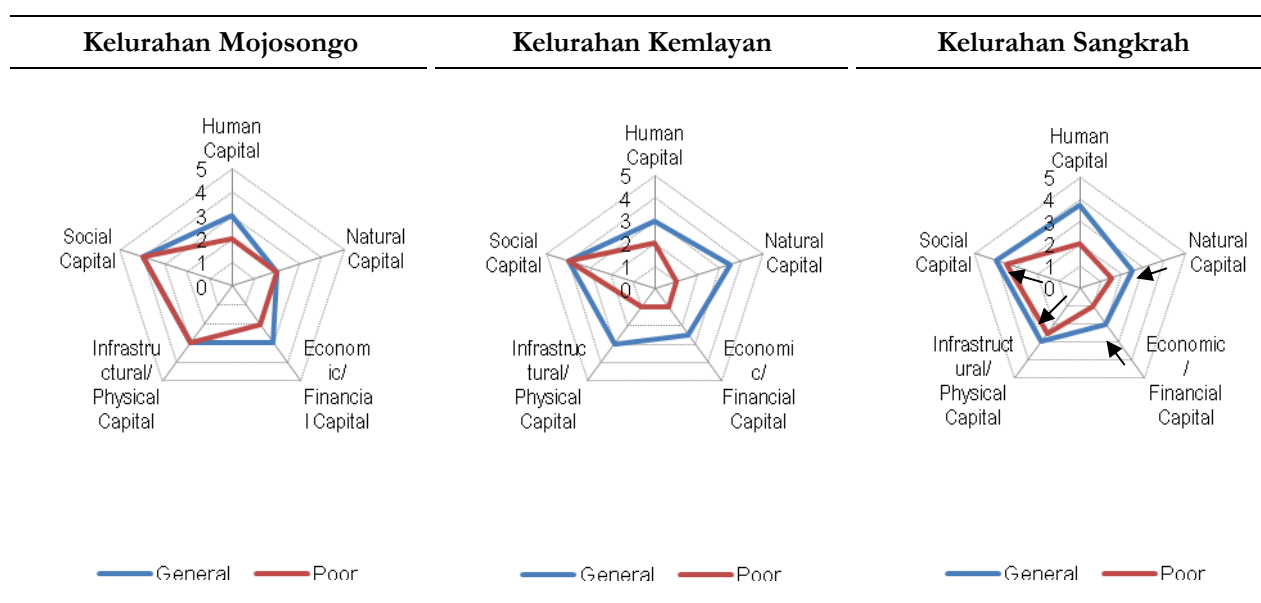 Kelurahan Mojosongo
Kelurahan Kemlayan
Kelurahan Sangkrah
Human
Capital
5
4
3
2
1
0
Social
Capital
Natural
Capital
Infrastru
ctural/
Physical
Capital
Econom
ic/
Financia
l Capital
General
Poor
Human
Capital
5
4
3
2
1
0
Social
Capital
Natural
Capital
Infrastruc
tural/
Physical
Capital
Economi
c/
Financial
Capital
General
Poor
Human
Capital
5
4
3
2
1
0
Social
Capital
Natural
Capital
Infrastruct
ural/
Physical
Capital
Economic
/
Financial
Capital
General
Poor